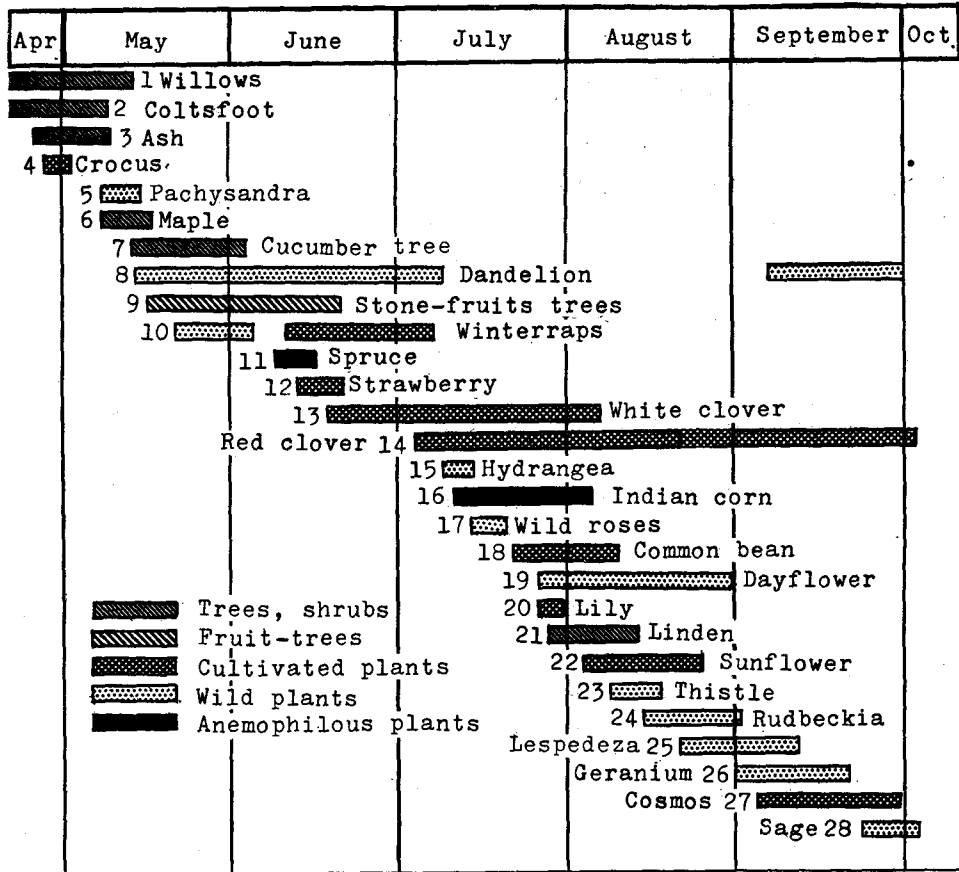 Apr May June July August September Oct
1 Willows
2 Coltsfoot
3 Ash
4 Crocus
5 Pachysandra
6 Maple
7 Cucumber tree
8 Dandelion
9 Stone-fruits trees
10 Winterraps
11 Spruce
12 Strawberry
13 White clover
Red clover 14
15 Hydrangea
16 Indian corn
17 Wild roses
18 Common bean
19 Dayflower
20 Lily
21 Linden
22 Sunflower
23 Thistle
24 Rudbeckia
Lespedeza 25
Geranium 26
Cosmos 27
Sage 28
Trees, shrubs
Fruit-trees
Cultivated plants
Wild plants
Anemophilous plants